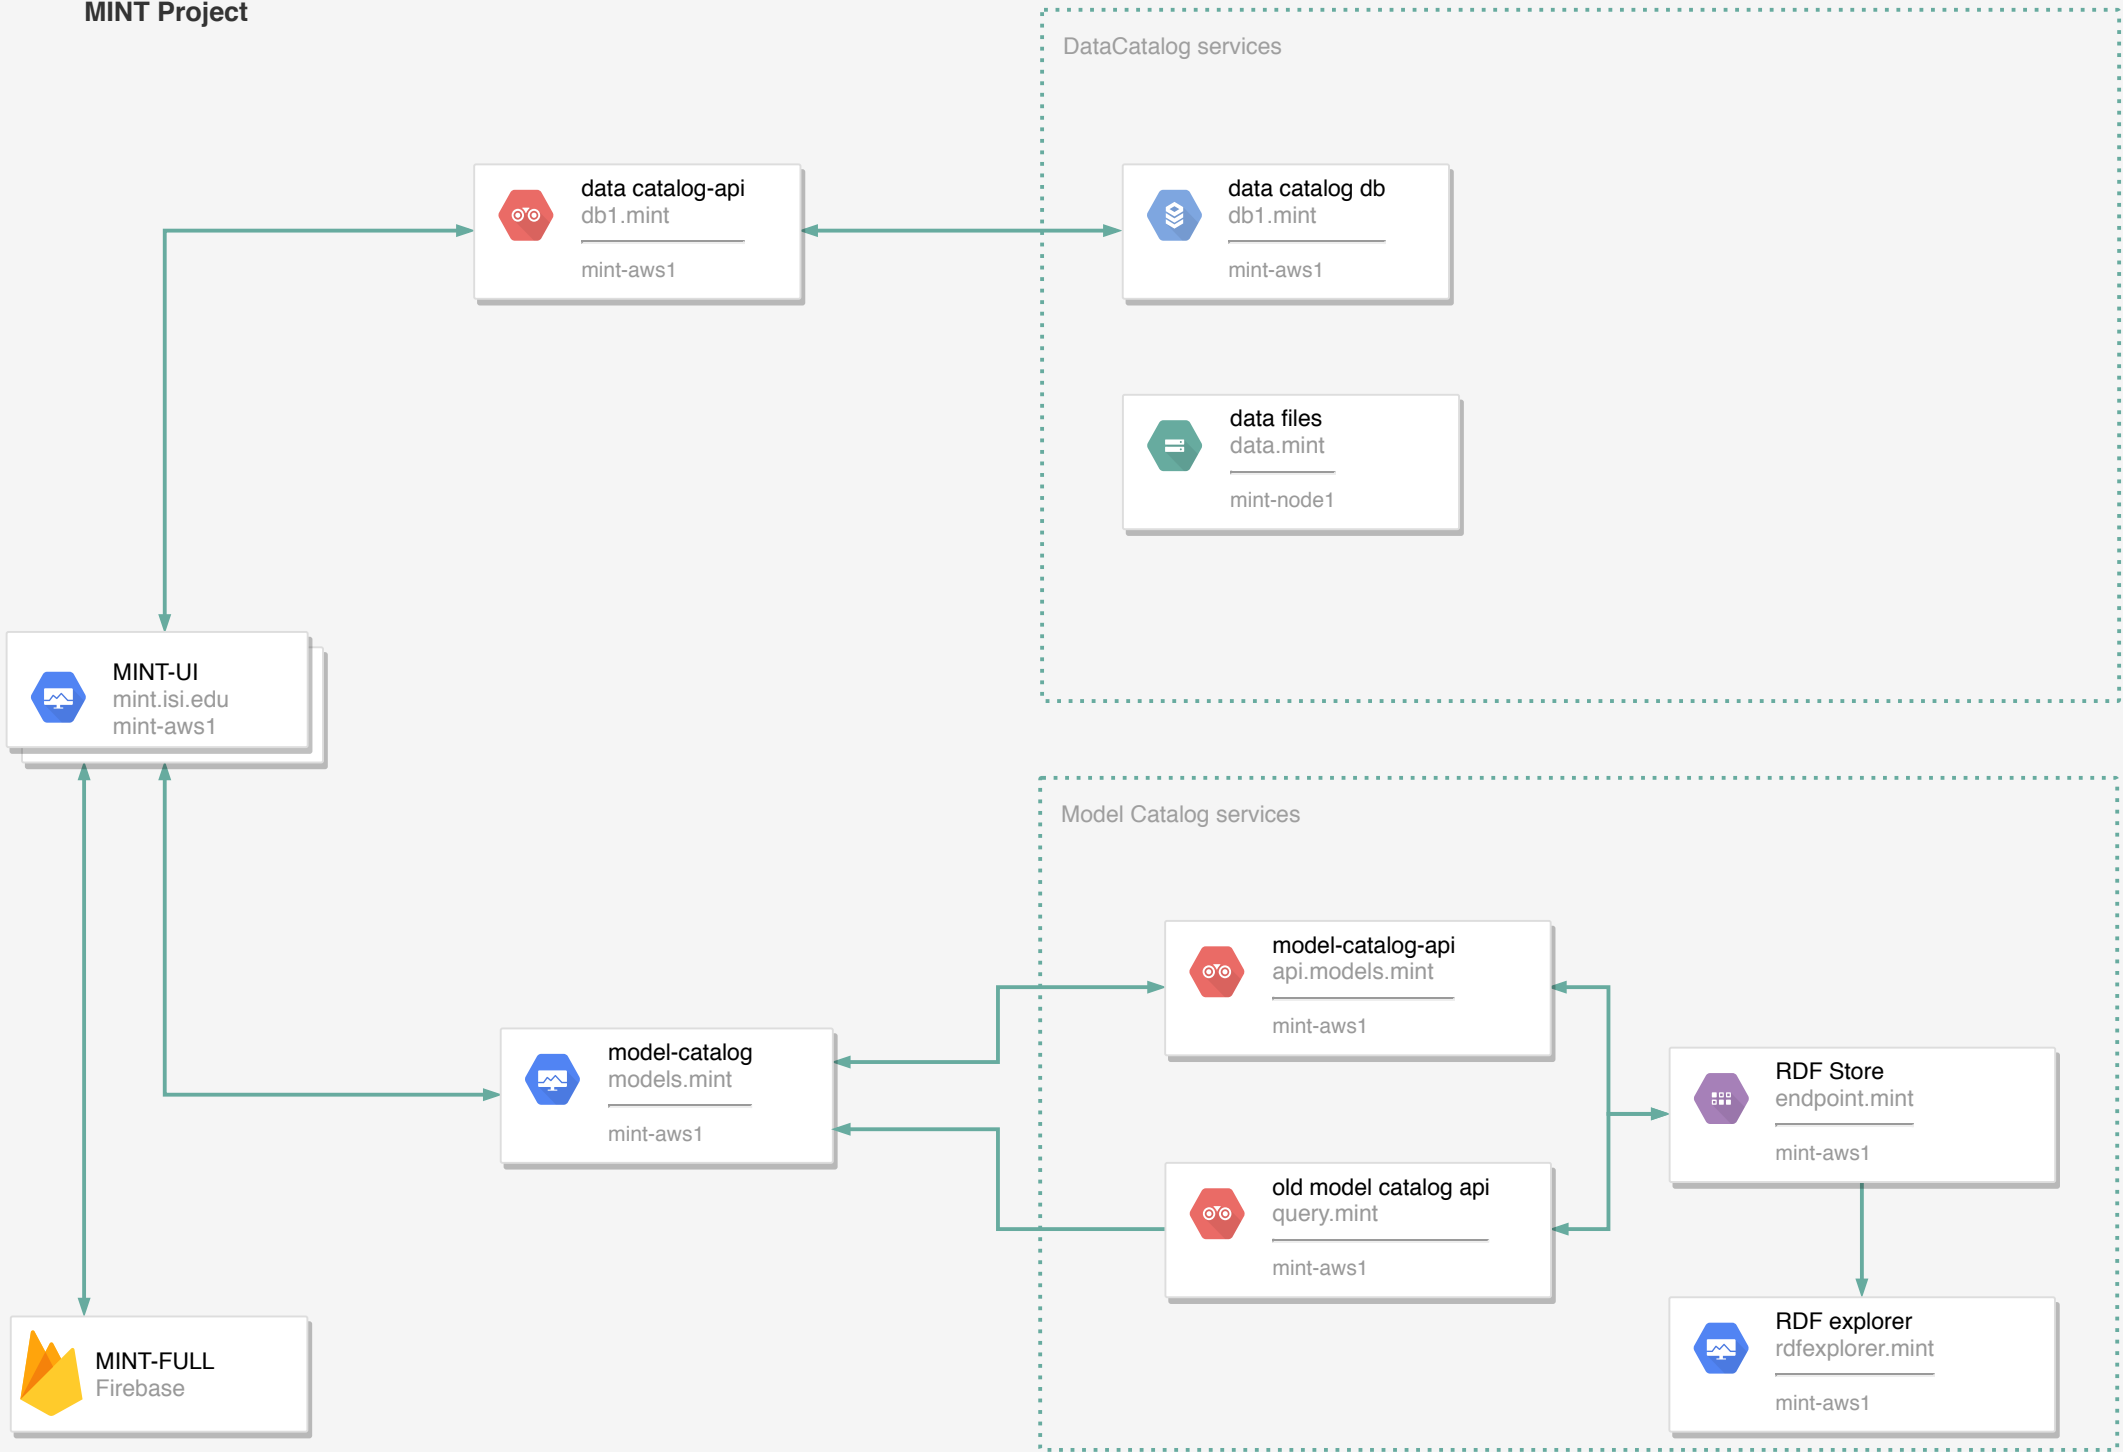 MINT Project
DataCatalog services
data catalog-api
db1.mint
mint-aws1
data catalog db
db1.mint
mint-aws1
data files
data.mint
mint-node1
MINT-UI
mint.isi.edu
mint-aws1
Model Catalog services
model-catalog-api
api.models.mint
mint-aws1
model-catalog
models.mint
mint-aws1
RDF Store
endpoint.mint
mint-aws1
old model catalog api
query.mint
mint-aws1
RDF explorer
rdfexplorer.mint
mint-aws1
MINT-FULL
Firebase